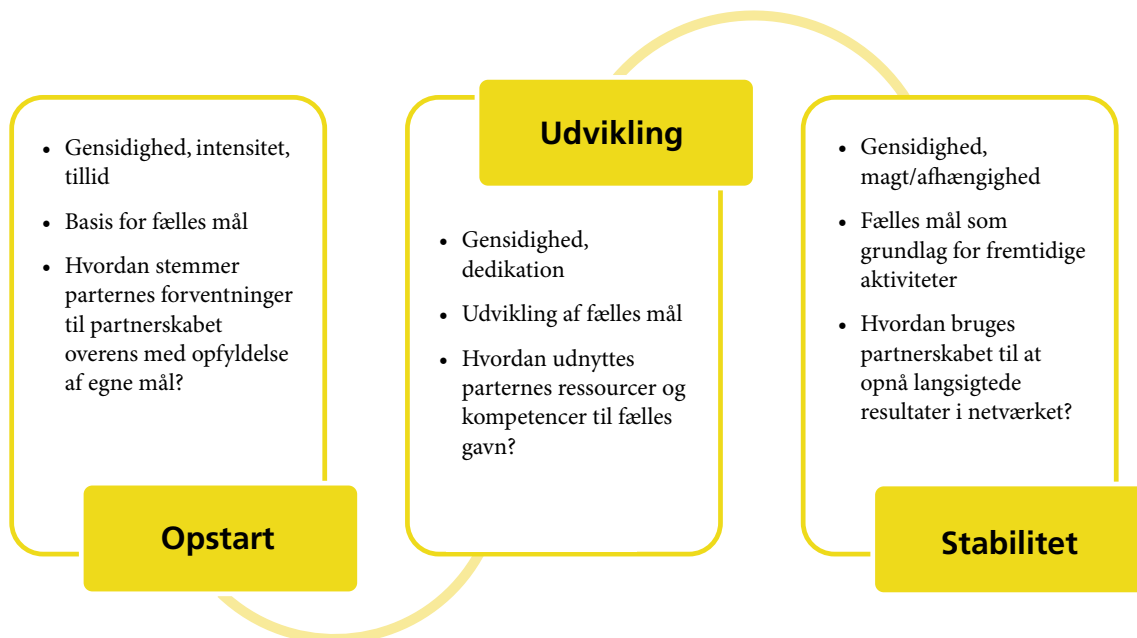 • Gensidighed, intensitet,
tillid
• Basis for fælles mål
• Hvordan stemmer
parternes forventninger
til partnerskabet
overens med opfyldelse
af egne mål?
Opstart
Udvikling
• Gensidighed,
dedikation
• Udvikling af fælles mål
• Hvordan udnyttes
parternes ressourcer og
kompetencer til fælles
gavn?
• Gensidighed,
magt/afhængighed
• Fælles mål som
grundlag for fremtidige
aktiviteter
• Hvordan bruges
partnerskabet til at
opnå langsigtede
resultater i netværket?
Stabilitet